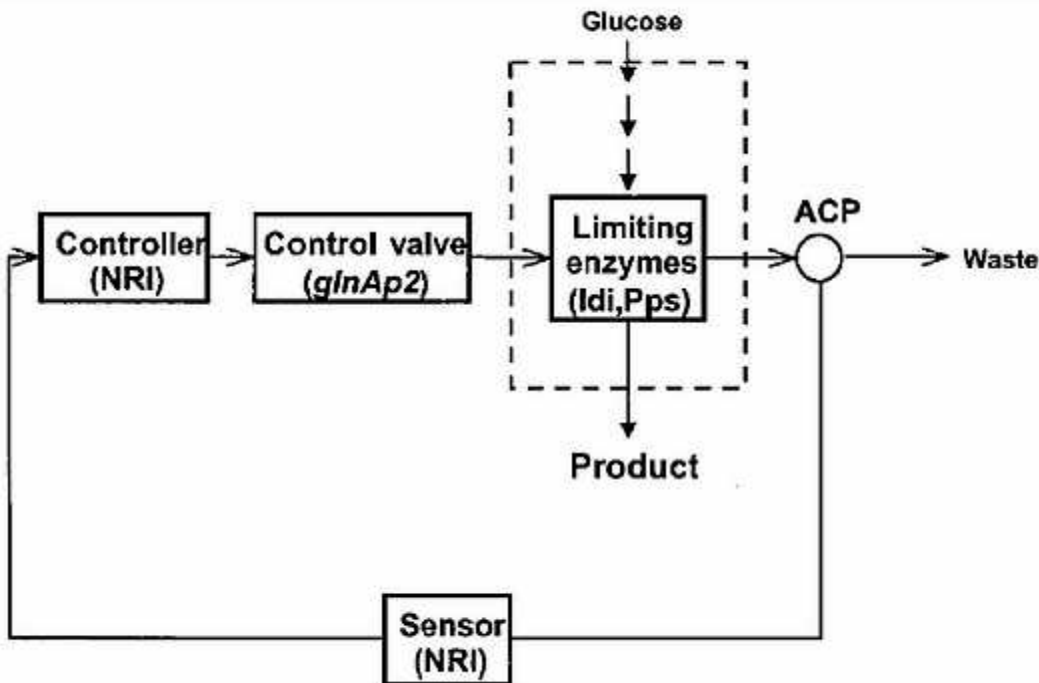 Glucose
ACP
Controller
(NRI)
Control valve
(glnAp2)
Limiting
enzymes
(Idi,Pps)
Waste
Product
Sensor
(NRI)